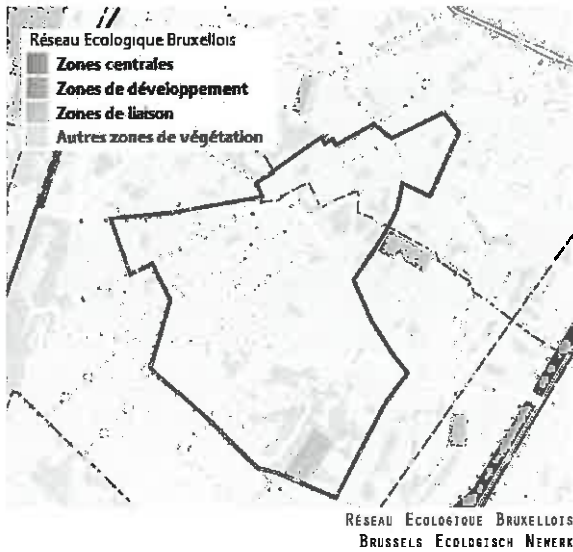 Réseau Ecologique Bruxellois
Zones centrales
Zones de développement
Zones de liaison
Autres zones de végétation
RÉSEAU ECOLOGIQUE BRUXELLOIS
BRUSSELS ECOLOGISCH NEWERK